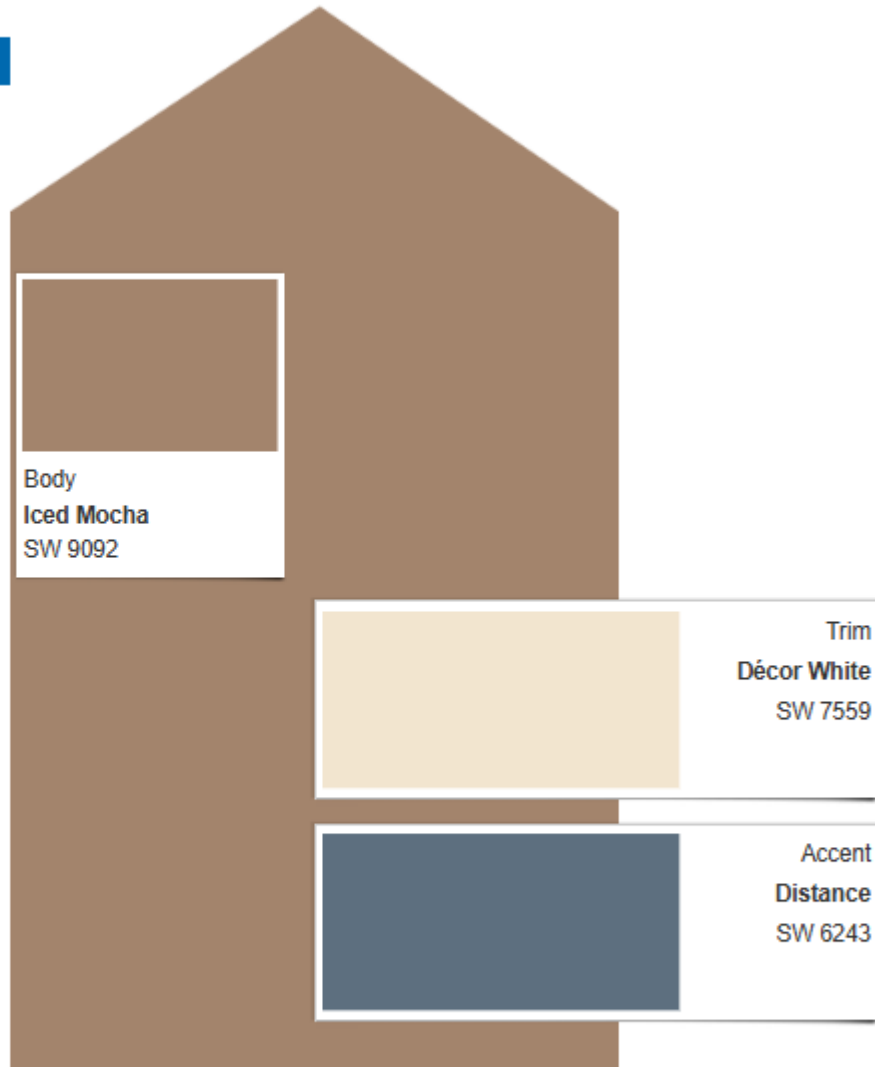 Body
Iced Mocha
SW 9092
Trim
Décor White
SW 7559
Accent
Distance
SW 6243